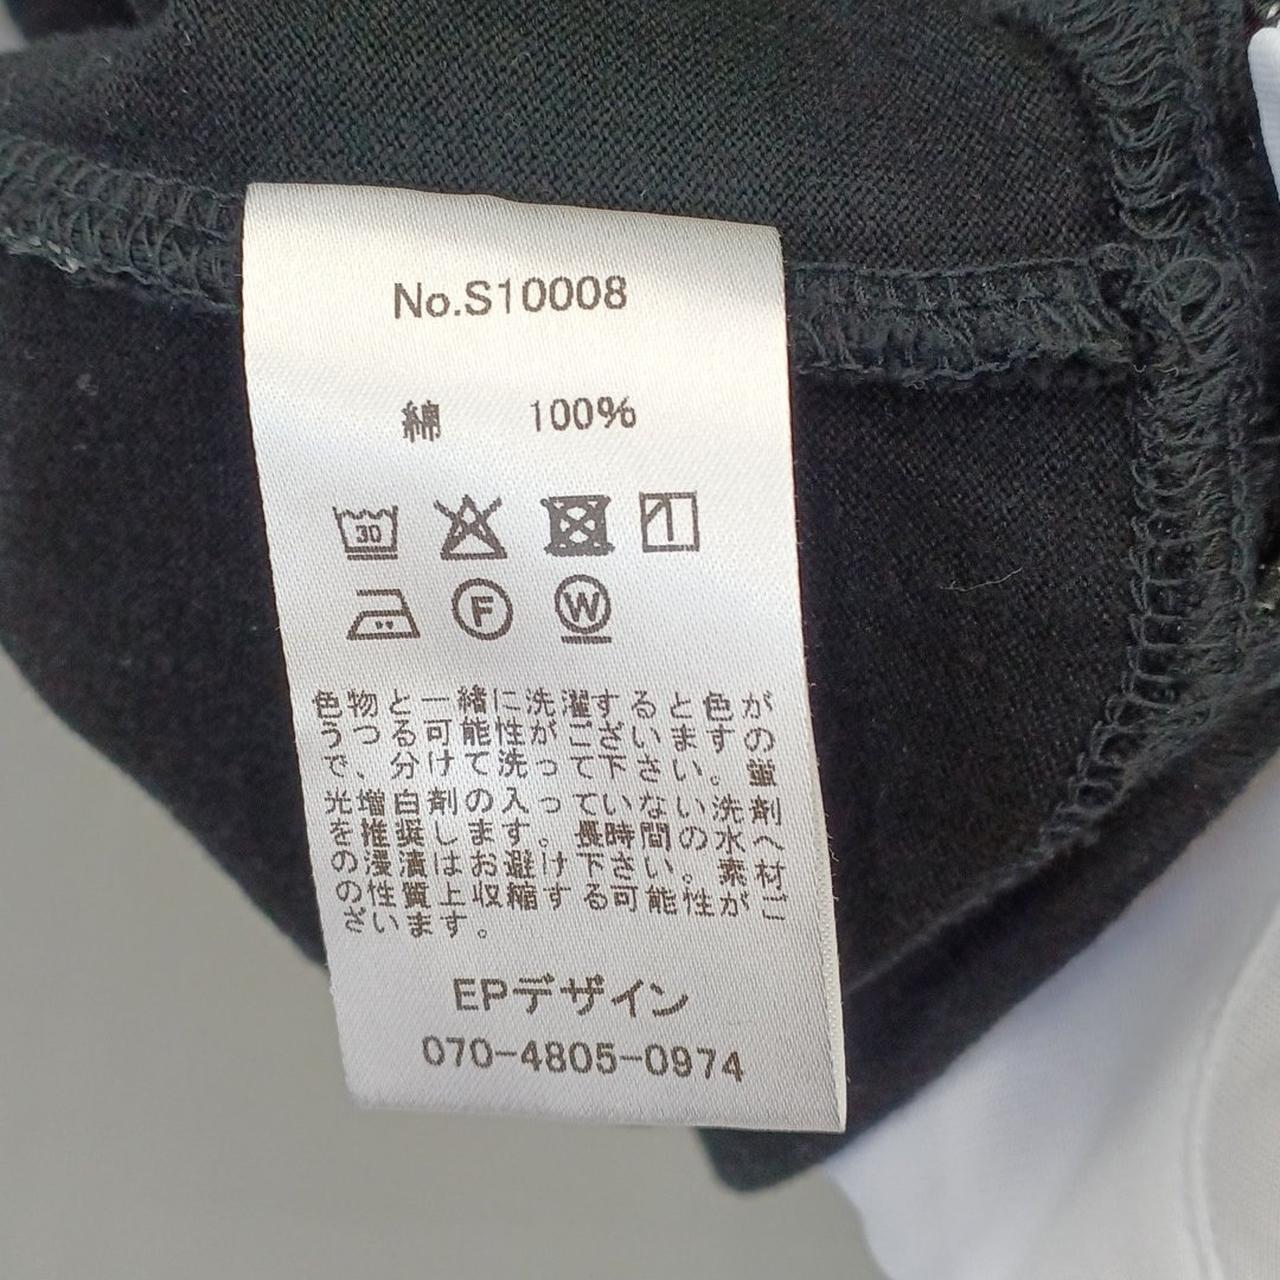 No.S10008
綿 100%
30
F W
色物と一緒に洗濯すると色が
うつる可能性がございますの
で、分けて洗って下さい。蛍
光増白剤の入っていない洗剤
を推奨します。長時間の水へ
の浸漬はお避け下さい。素材
の性質上収縮する可能性がご
ざいます。
EPデザイン
070-4805-0974